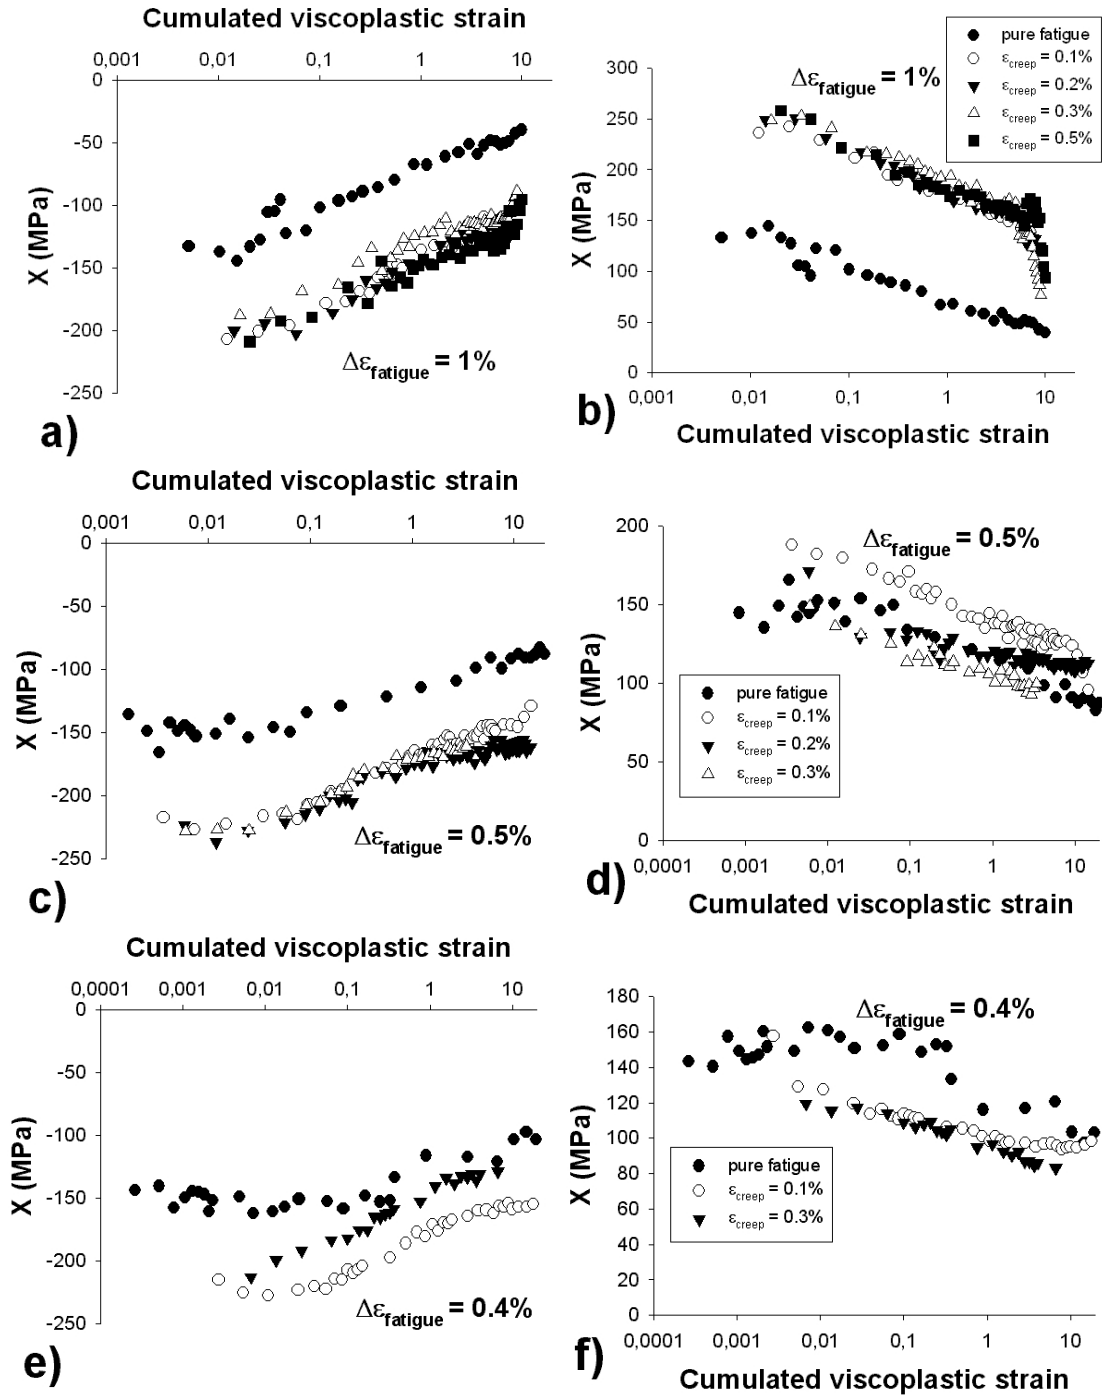 Cumulated viscoplastic strain
0,001 0,01 0,1 1 10
0
-50
-100
-150
-200
-250
X (MPa)
Δεfatigue = 1%
a)
pure fatigue
εcreep = 0.1%
εcreep = 0.2%
εcreep = 0.3%
εcreep = 0.5%
Δεfatigue = 1%
300
250
200
150
100
50
0
X (MPa)
0,001 0,01 0,1 1 10
Cumulated viscoplastic strain
b)
Cumulated viscoplastic strain
0,001 0,01 0,1 1 10
0
-50
-100
-150
-200
-250
X (MPa)
Δεfatigue = 0.5%
c)
Δεfatigue = 0.5%
200
150
100
50
0
X (MPa)
pure fatigue
εcreep = 0.1%
εcreep = 0.2%
εcreep = 0.3%
0,0001 0,001 0,01 0,1 1 10
Cumulated viscoplastic strain
d)
Cumulated viscoplastic strain
0,0001 0,001 0,01 0,1 1 10
0
-50
-100
-150
-200
-250
X (MPa)
Δεfatigue = 0.4%
e)
Δεfatigue = 0.4%
180
160
140
120
100
80
60
40
20
0
X (MPa)
pure fatigue
εcreep = 0.1%
εcreep = 0.3%
0,0001 0,001 0,01 0,1 1 10
Cumulated viscoplastic strain
f)